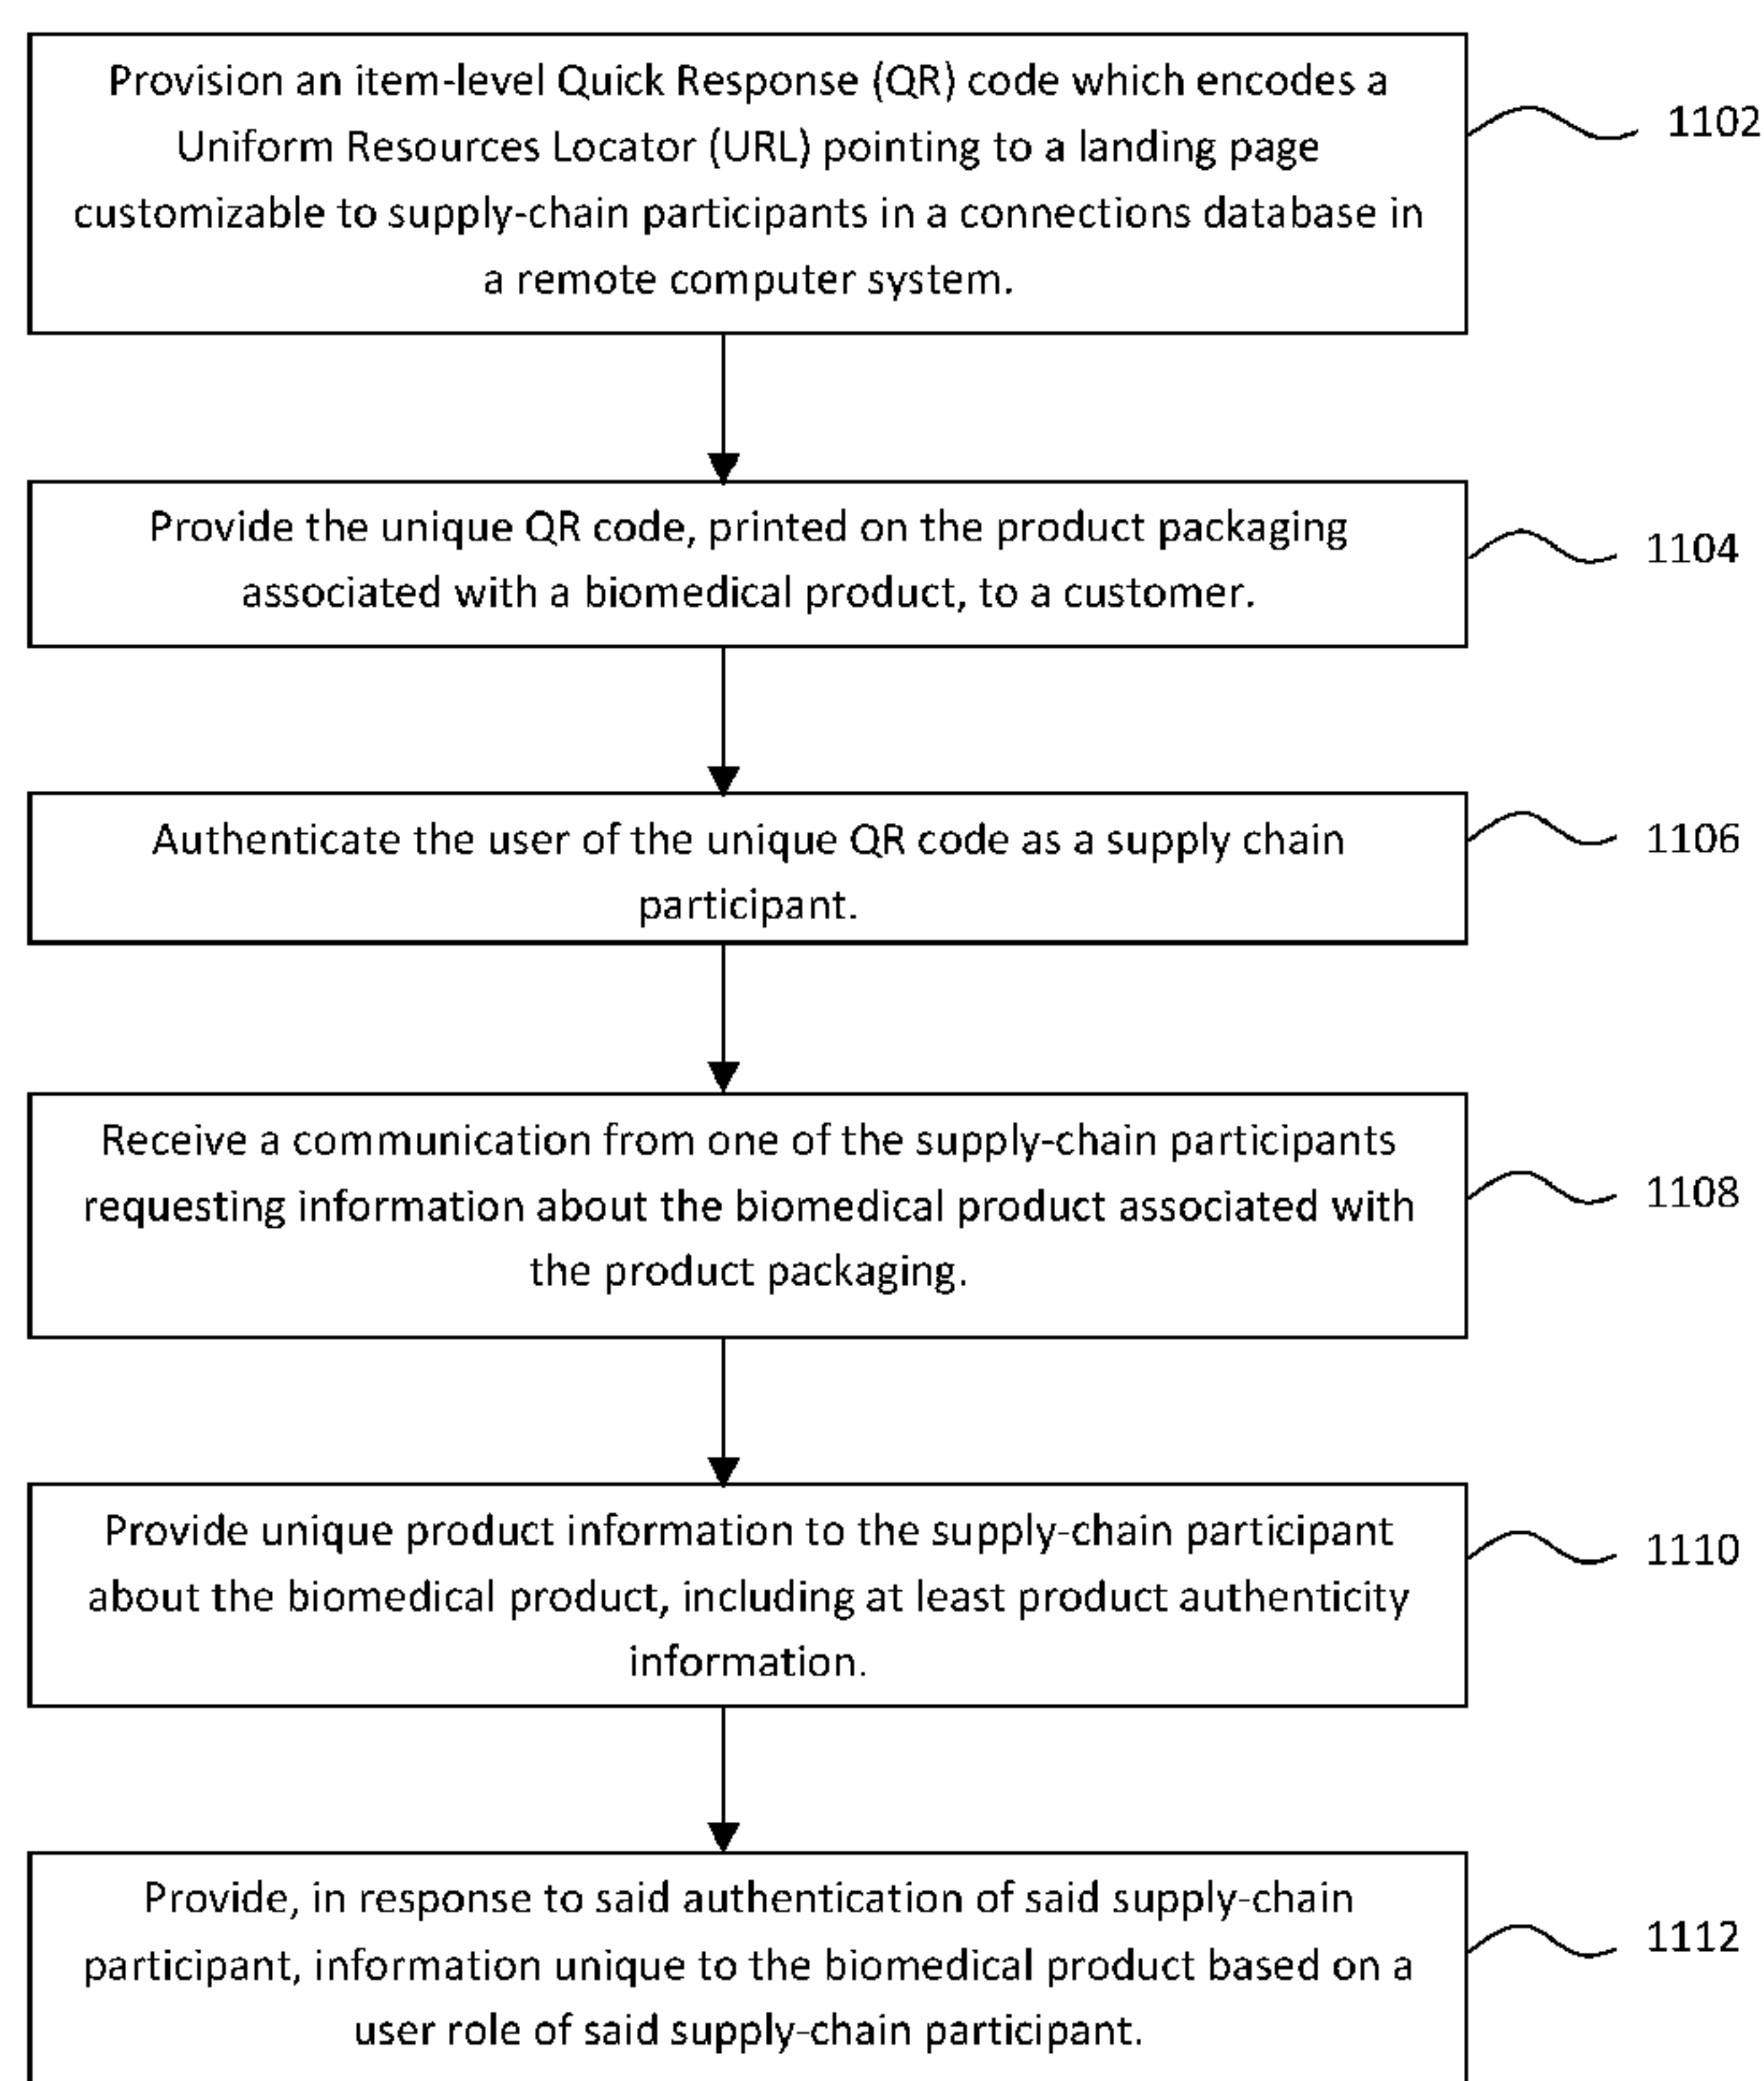 Provision an item-level Quick Response (QR) code which encodes a
Uniform Resources Locator (URL) pointing to a landing page
customizable to supply-chain participants in a connections database in
a remote computer system.
1102
Provide the unique QR code, printed on the product packaging
associated with a biomedical product, to a customer.
1104
Authenticate the user of the unique QR code as a supply chain
participant.
1106
Receive a communication from one of the supply-chain participants
requesting information about the biomedical product associated with
the product packaging.
1108
Provide unique product information to the supply-chain participant
about the biomedical product, including at least product authenticity
information.
1110
Provide, in response to said authentication of said supply-chain
participant, information unique to the biomedical product based on a
user role of said supply-chain participant.
1112